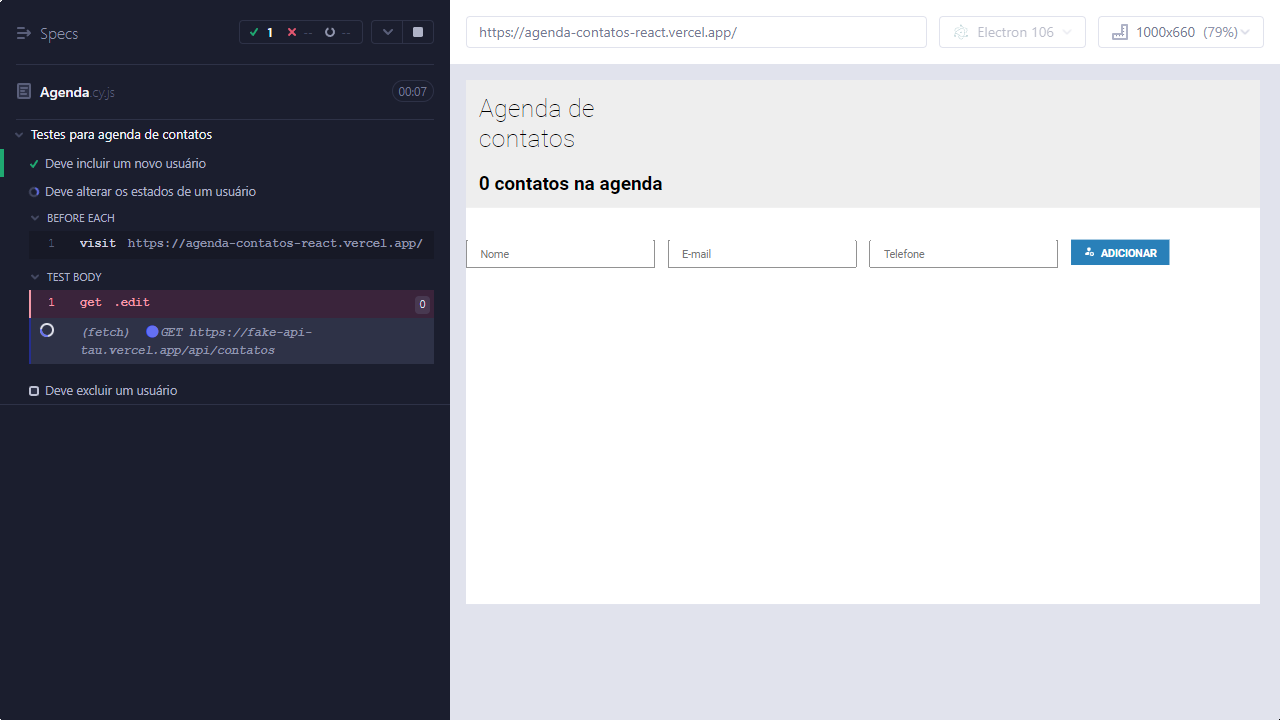 Specs
1 -- --
Agenda.cy.js 00:07
Testes para agenda de contatos
Deve incluir um novo usuário
Deve alterar os estados de um usuário
BEFORE EACH
1 visit https://agenda-contatos-react.vercel.app/
TEST BODY
1 get .edit 0
(fetch) GET https://fake-api-
tau.vercel.app/api/contatos
Deve excluir um usuário
https://agenda-contatos-react.vercel.app/
Electron 106
1000x660 (79%)
Agenda de
contatos
0 contatos na agenda
Nome
E-mail
Telefone
ADICIONAR